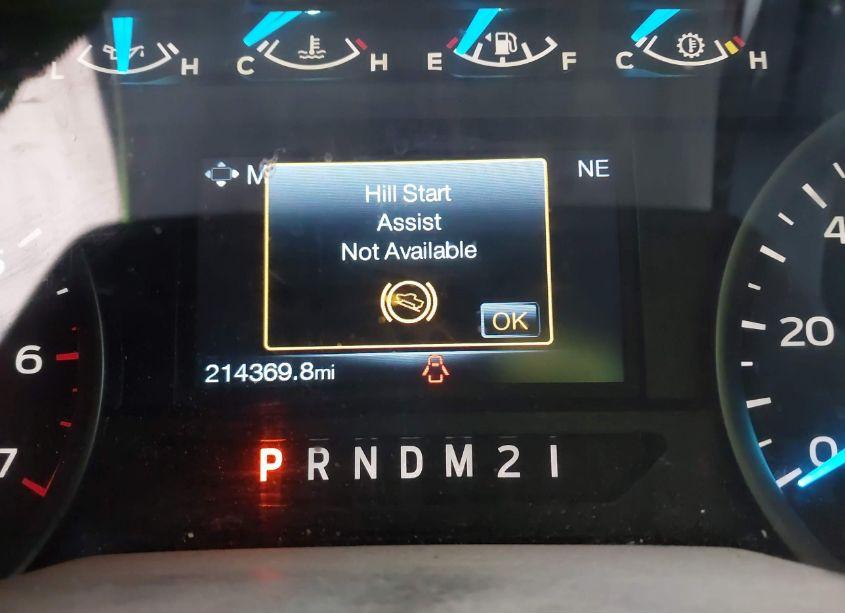 L H C H E F C H
M
NE
Hill Start
Assist
Not Available
OK
214369.8mi
P R N D M 2 1
6
7
4
20
0